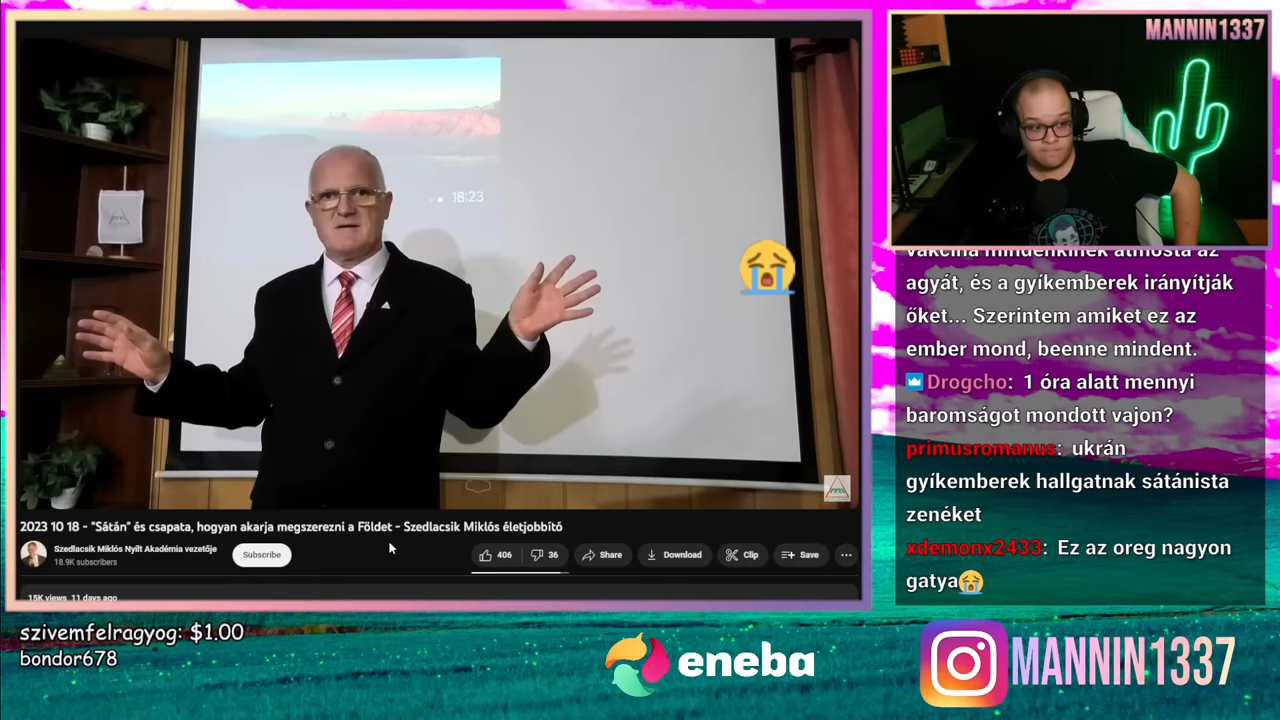 MANNIN1337
18:23
vakcina mindenkinek átmosta az
agyát, és a gyíkemberek irányítják
őket... Szerintem amiket ez az
ember mond, beenne mindent.
Drogcho: 1 óra alatt mennyi
baromságot mondott vajon?
primusromanus: ukrán
gyíkemberek hallgatnak sátánista
zenéket
xdemonx2433: Ez az oreg nagyon
gatya😭
2023 10 18 - "Sátán" és csapata, hogyan akarja megszerezni a Földet - Szedlacsik Miklós életjobbító
Szedlacsik Miklós Nyílt Akadémia vezetője
18.9K subscribers
Subscribe
406
36
Share
Download
Clip
Save
15K views 11 days ago
szivemfelragyog: $1.00
bondor678
eneba
MANNIN1337